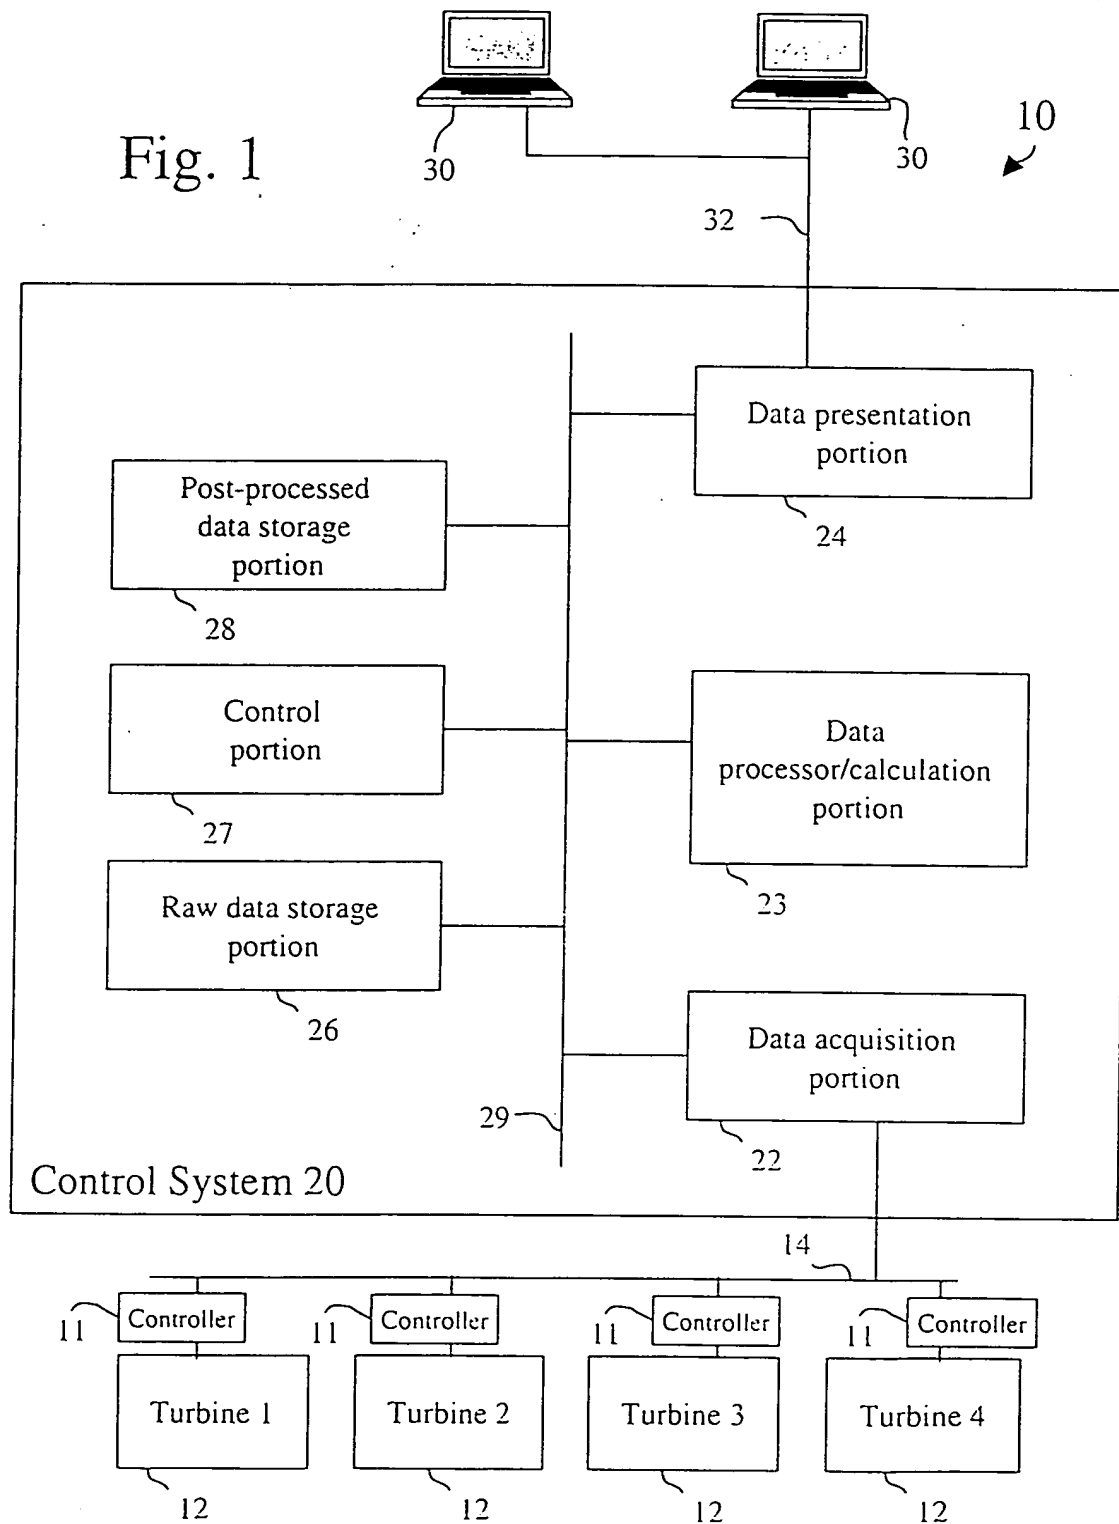 Fig. 1
30
30
10
32
Data presentation
portion
24
Post-processed
data storage
portion
28
Control
portion
27
Data
processor/calculation
portion
23
Raw data storage
portion
26
Data acquisition
portion
22
29
Control System 20
14
11
Controller
11
Controller
11
Controller
11
Controller
Turbine 1
Turbine 2
Turbine 3
Turbine 4
12
12
12
12